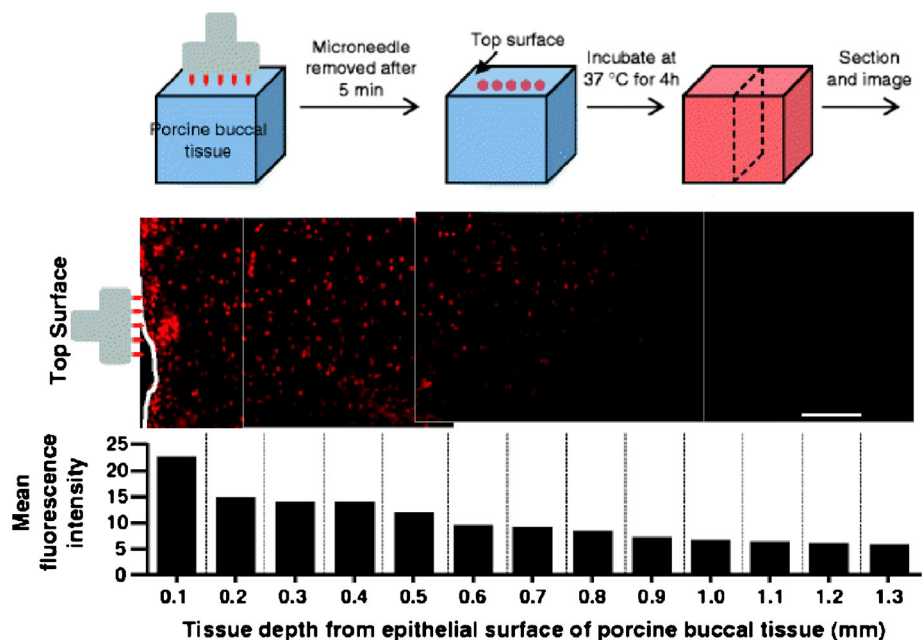 Porcine buccal
tissue
Microneedle
removed after
5 min
Top surface
Incubate at
37 °C for 4h
Section
and image
Top Surface
Mean
fluorescence
intensity
25
20
15
10
5
0
0.1 0.2 0.3 0.4 0.5 0.6 0.7 0.8 0.9 1.0 1.1 1.2 1.3
Tissue depth from epithelial surface of porcine buccal tissue (mm)